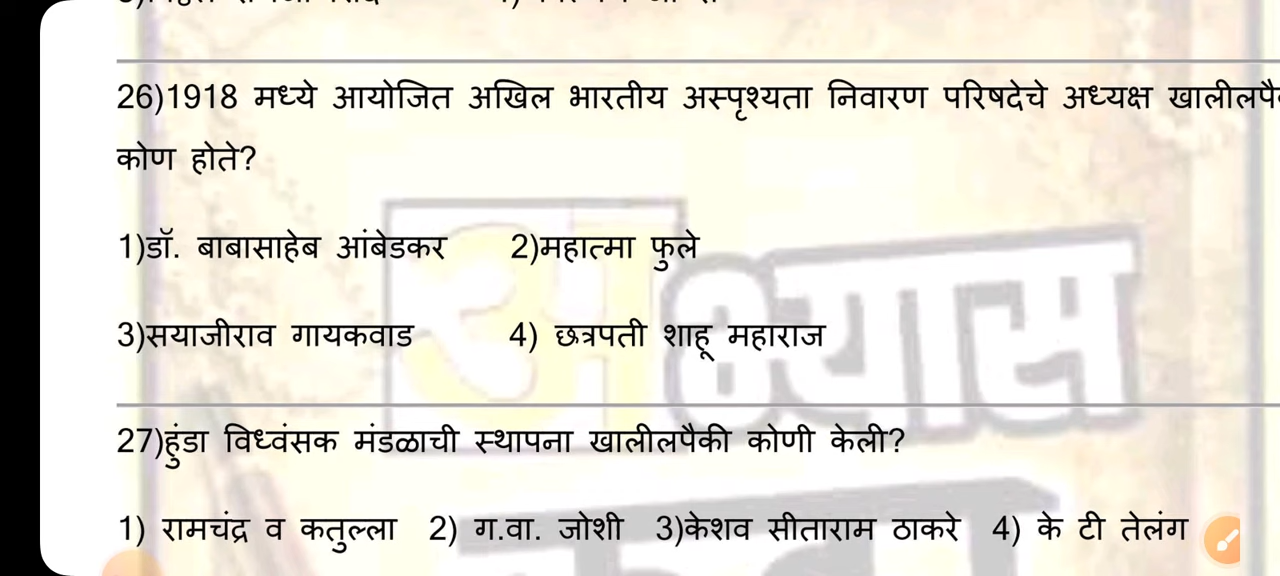 26)1918 मध्ये आयोजित अखिल भारतीय अस्पृश्यता निवारण परिषदेचे अध्यक्ष
कोण होते?
1)डॉ. बाबासाहेब आंबेडकर 2)महात्मा फुले
3)सयाजीराव गायकवाड 4) छत्रपती शाहू महाराज
27)हुंडा विध्वंसक मंडळाची स्थापना खालीलपैकी कोणी केली?
1) रामचंद्र व कतुल्ला 2) ग.वा. जोशी 3)केशव सीताराम ठाकरे 4) के टी तेलंग
अभ्यास